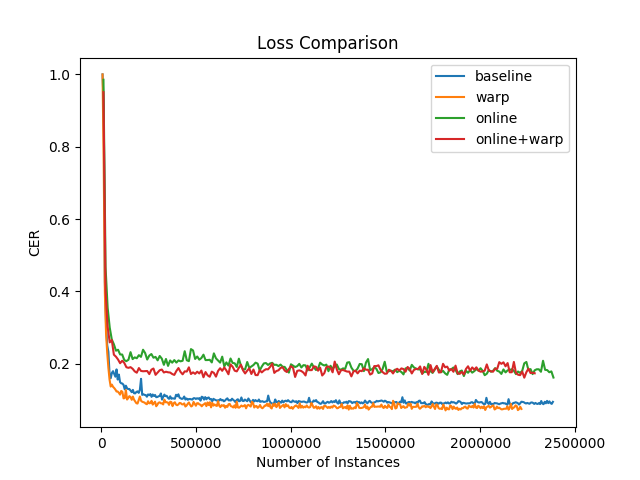 Loss Comparison
baseline
warp
online
online+warp
CER
1.0
0.8
0.6
0.4
0.2
0 500000 1000000 1500000 2000000 2500000
Number of Instances